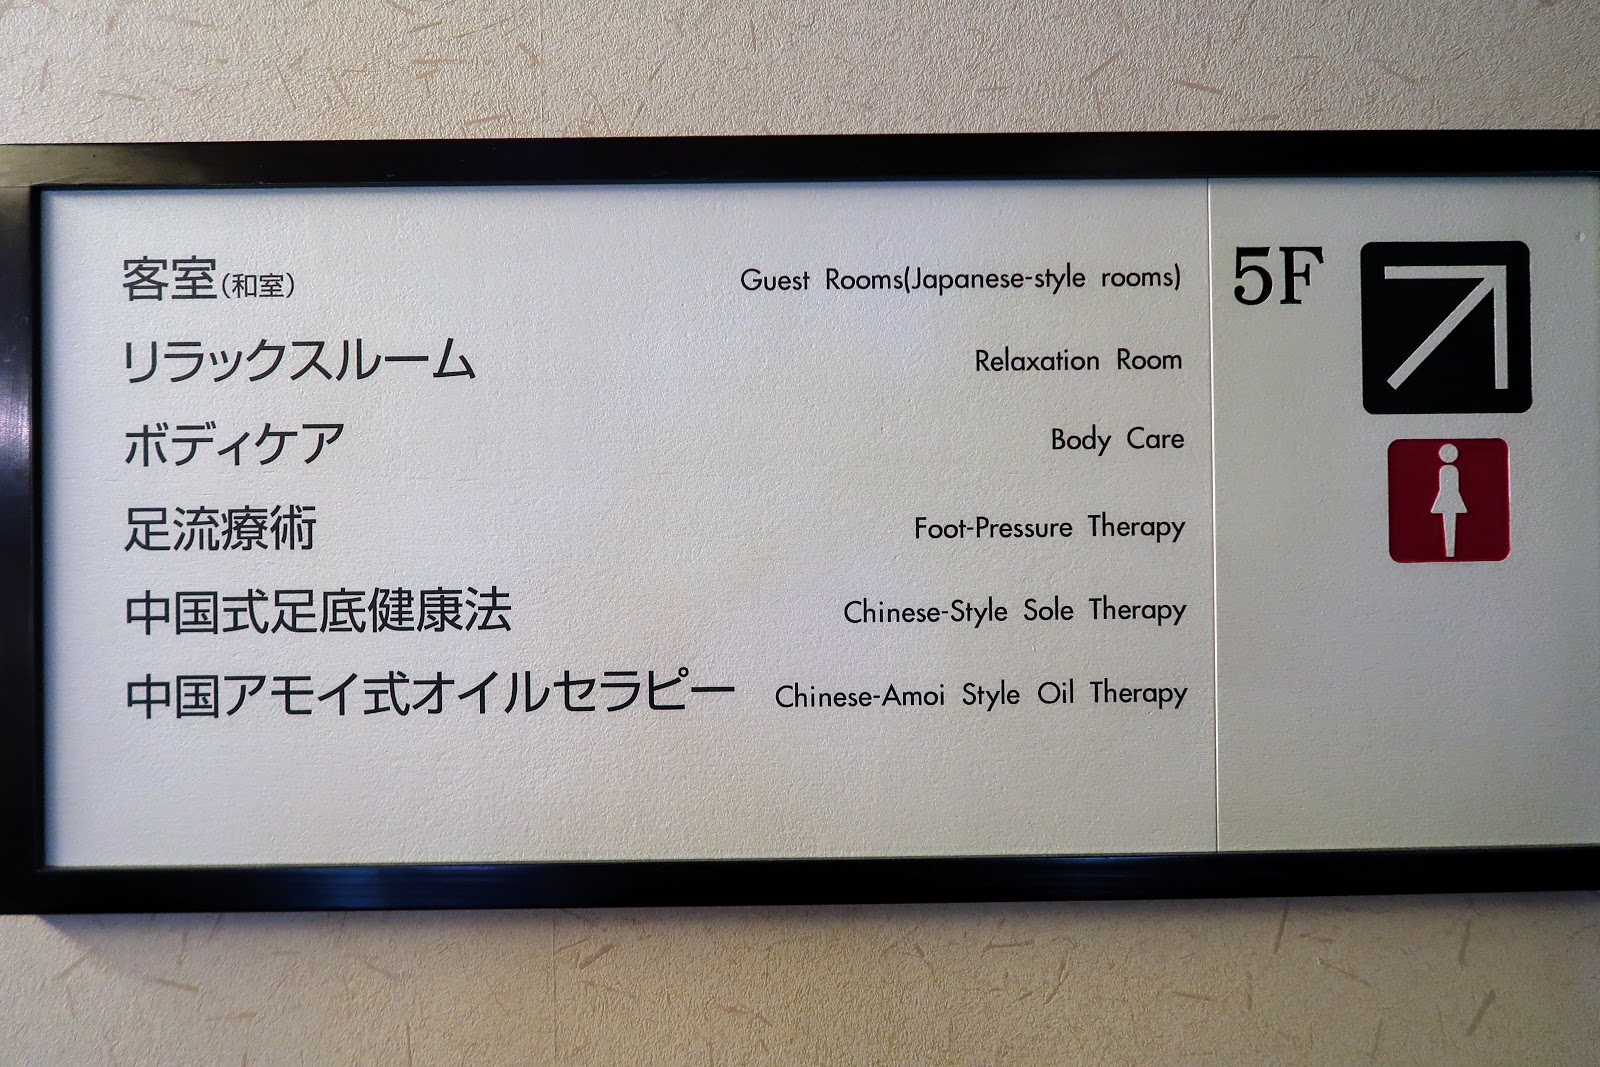 客室(和室) Guest Rooms(Japanese-style rooms) 5F
リラックスルーム Relaxation Room
ボディケア Body Care
足流療術 Foot-Pressure Therapy
中国式足底健康法 Chinese-Style Sole Therapy
中国アモイ式オイルセラピー Chinese-Amoi Style Oil Therapy